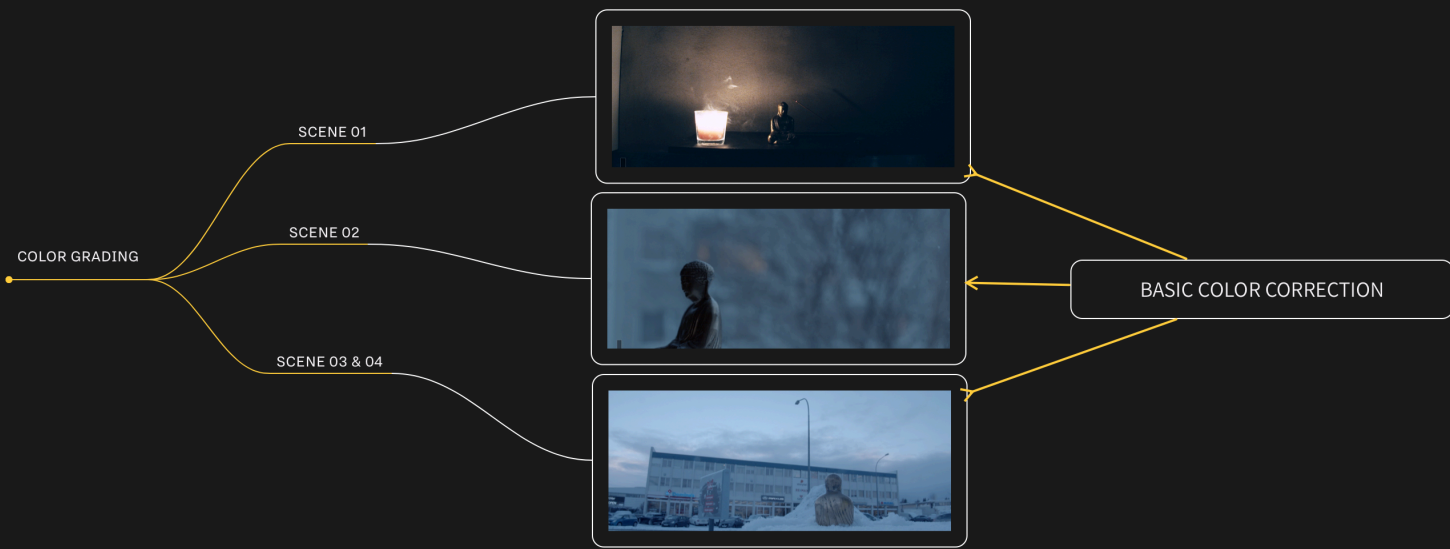 SCENE 01
SCENE 02
COLOR GRADING
BASIC COLOR CORRECTION
SCENE 03 & 04